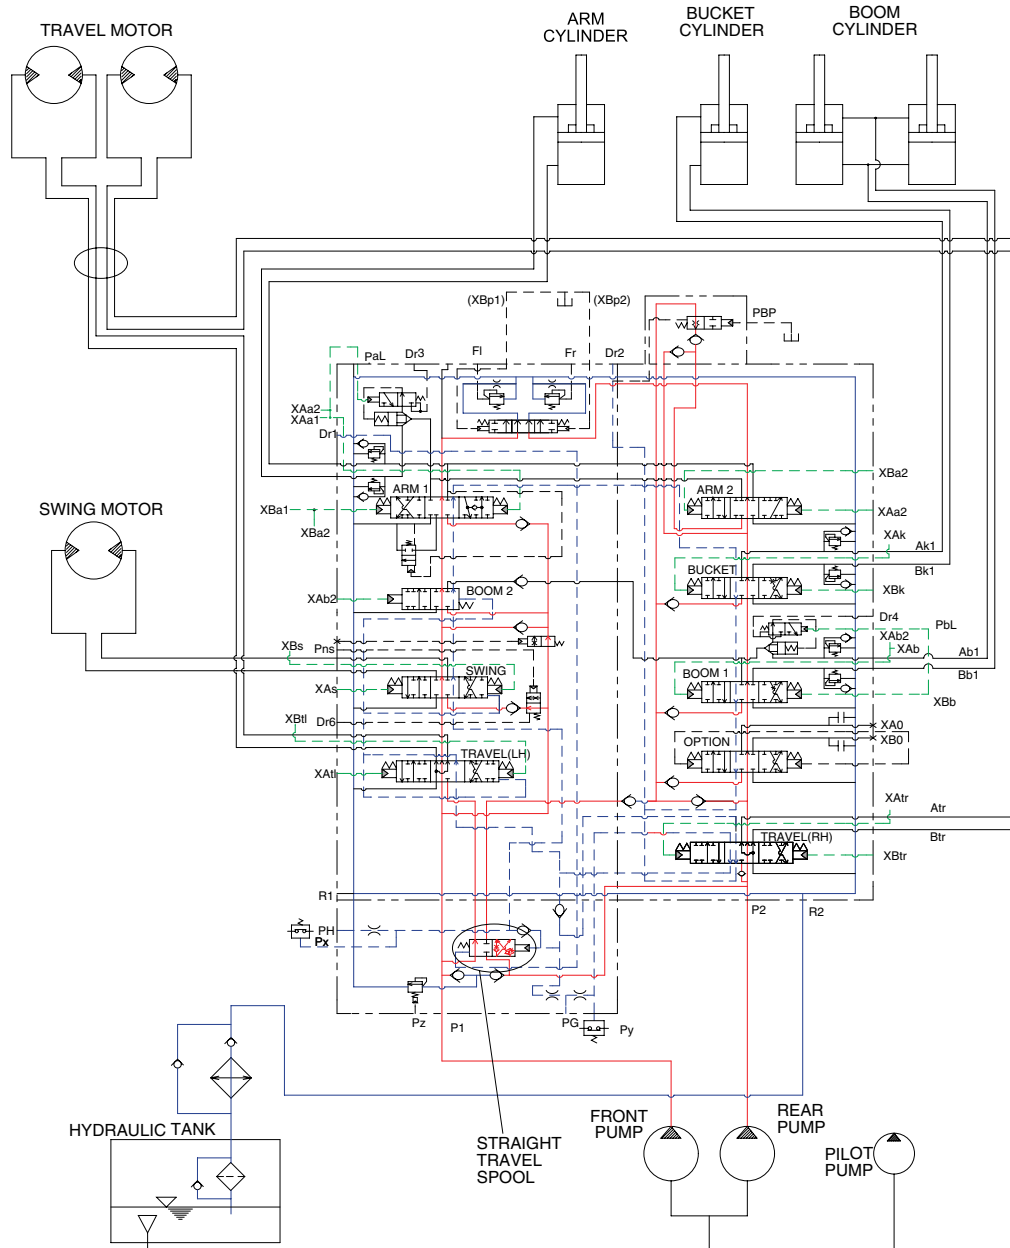 TRAVEL MOTOR
ARM
CYLINDER
BUCKET
CYLINDER
BOOM
CYLINDER
(XBp1)
(XBp2)
PBP
PaL
Dr3
Fl
Fr
Dr2
XAa2
XAa1
Dr1
ARM 1
ARM 2
XBa2
XBa1
XBa2
XAa2
SWING MOTOR
XAk
Ak1
BUCKET
Bk1
XAb2
BOOM 2
XBk
Dr4
PbL
XBs
Pns
XAb2
XAb
Ab1
SWING
BOOM 1
Bb1
XAs
XBb
XBtl
Dr6
XA0
XB0
OPTION
TRAVEL(LH)
XAtl
XAtr
Atr
TRAVEL(RH)
Btr
XBtr
R1
P2
R2
PH
Px
Pz
P1
PG
Py
HYDRAULIC TANK
STRAIGHT
TRAVEL
SPOOL
FRONT
PUMP
REAR
PUMP
PILOT
PUMP